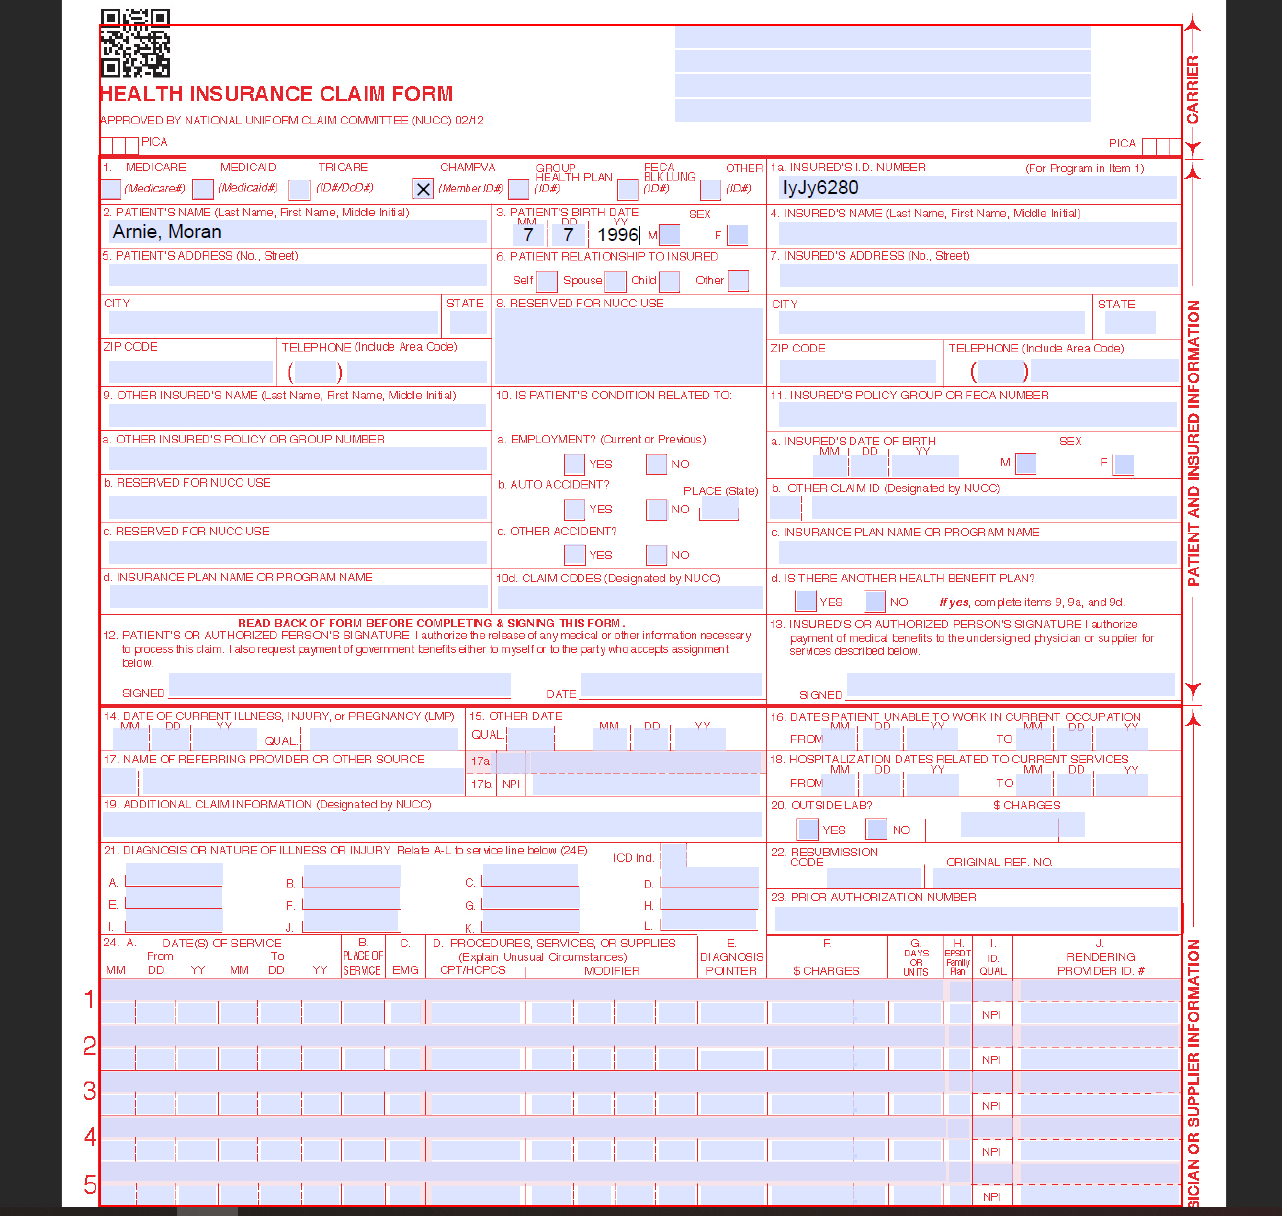 HEALTH INSURANCE CLAIM FORM
APPROVED BY NATIONAL UNIFORM CLAIM COMMITTEE (NUCC) 02/12
PICA
PICA
CARRIER
1. MEDICARE MEDICAID TRICARE CHAMPVA GROUP HEALTH PLAN FECA BLK LUNG OTHER
(Medicare#) (Medicaid#) (ID#/DoD#) (Member ID#) (ID#) (ID#) (ID#)
1a. INSURED'S I.D. NUMBER (For Program in Item 1)
IyJy6280
2. PATIENT'S NAME (Last Name, First Name, Middle Initial)
Arnie, Moran
3. PATIENT'S BIRTH DATE SEX
MM DD YY
7 7 1996 M F
4. INSURED'S NAME (Last Name, First Name, Middle Initial)
5. PATIENT'S ADDRESS (No., Street)
6. PATIENT RELATIONSHIP TO INSURED
Self Spouse Child Other
7. INSURED'S ADDRESS (No., Street)
CITY STATE
8. RESERVED FOR NUCC USE
CITY STATE
ZIP CODE TELEPHONE (Include Area Code)
( )
ZIP CODE TELEPHONE (Include Area Code)
( )
9. OTHER INSURED'S NAME (Last Name, First Name, Middle Initial)
10. IS PATIENT'S CONDITION RELATED TO:
11. INSURED'S POLICY GROUP OR FECA NUMBER
a. OTHER INSURED'S POLICY OR GROUP NUMBER
a. EMPLOYMENT? (Current or Previous)
YES NO
a. INSURED'S DATE OF BIRTH SEX
MM DD YY
M F
b. RESERVED FOR NUCC USE
b. AUTO ACCIDENT? PLACE (State)
YES NO
b. OTHER CLAIM ID (Designated by NUCC)
c. RESERVED FOR NUCC USE
c. OTHER ACCIDENT?
YES NO
c. INSURANCE PLAN NAME OR PROGRAM NAME
d. INSURANCE PLAN NAME OR PROGRAM NAME
10d. CLAIM CODES (Designated by NUCC)
d. IS THERE ANOTHER HEALTH BENEFIT PLAN?
YES NO If yes, complete items 9, 9a, and 9d.
READ BACK OF FORM BEFORE COMPLETING & SIGNING THIS FORM.
12. PATIENT'S OR AUTHORIZED PERSON'S SIGNATURE I authorize the release of any medical or other information necessary
to process this claim. I also request payment of government benefits either to myself or to the party who accepts assignment
below.
SIGNED DATE
13. INSURED'S OR AUTHORIZED PERSON'S SIGNATURE I authorize
payment of medical benefits to the undersigned physician or supplier for
services described below.
SIGNED
PATIENT AND INSURED INFORMATION
14. DATE OF CURRENT ILLNESS, INJURY, or PREGNANCY (LMP)
MM DD YY
QUAL.
15. OTHER DATE
QUAL. MM DD YY
16. DATES PATIENT UNABLE TO WORK IN CURRENT OCCUPATION
MM DD YY MM DD YY
FROM TO
17. NAME OF REFERRING PROVIDER OR OTHER SOURCE
17a
17b NPI
18. HOSPITALIZATION DATES RELATED TO CURRENT SERVICES
MM DD YY MM DD YY
FROM TO
19. ADDITIONAL CLAIM INFORMATION (Designated by NUCC)
20. OUTSIDE LAB? $ CHARGES
YES NO
21. DIAGNOSIS OR NATURE OF ILLNESS OR INJURY Relate A-L to service line below (24E)
ICD Ind.
A. B. C. D.
E. F. G. H.
I. J. K. L.
22. RESUBMISSION
CODE ORIGINAL REF. NO.
23. PRIOR AUTHORIZATION NUMBER
24. A. DATE(S) OF SERVICE
From To
MM DD YY MM DD YY
B.
PLACE OF
SERVICE
C.
EMG
D. PROCEDURES, SERVICES, OR SUPPLIES
(Explain Unusual Circumstances)
CPT/HCPCS MODIFIER
E.
DIAGNOSIS
POINTER
F.
$ CHARGES
G.
DAYS
OR
UNITS
H.
EPSDT
Family
Plan
I.
ID.
QUAL
J.
RENDERING
PROVIDER ID. #
1
NPI
2
NPI
3
NPI
4
NPI
5
NPI
SICIAN OR SUPPLIER INFORMATION